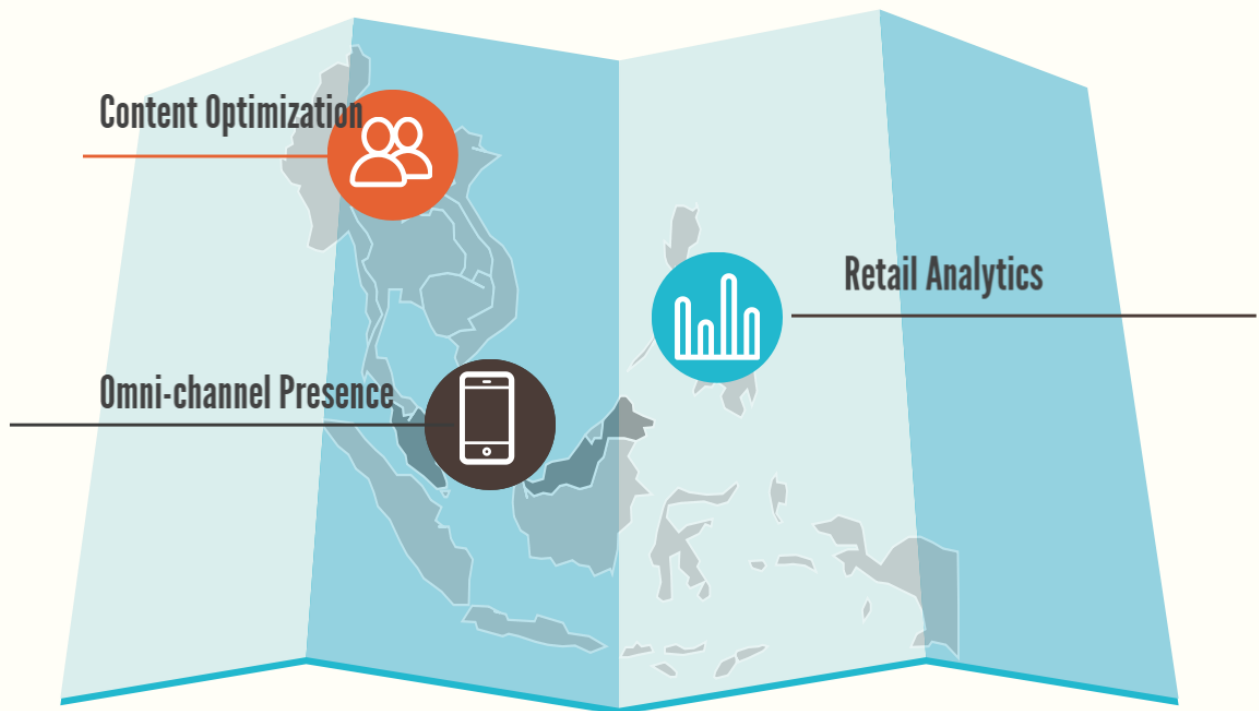 Content Optimization
Retail Analytics
Omni-channel Presence